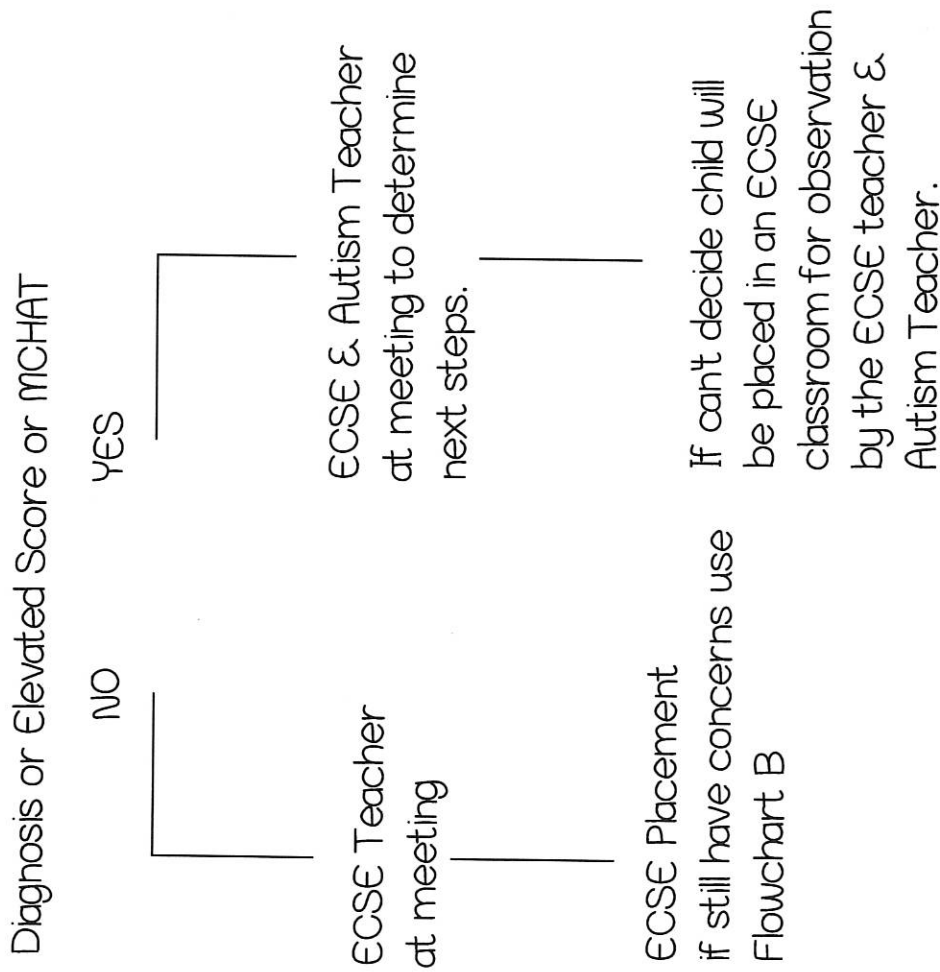 Diagnosis or Elevated Score or MCHAT
NO
YES
ECSE Teacher
at meeting
ECSE & Autism Teacher
at meeting to determine
next steps.
ECSE Placement
if still have concerns use
Flowchart B
If can't decide child will
be placed in an ECSE
classroom for observation
by the ECSE teacher &
Autism Teacher.